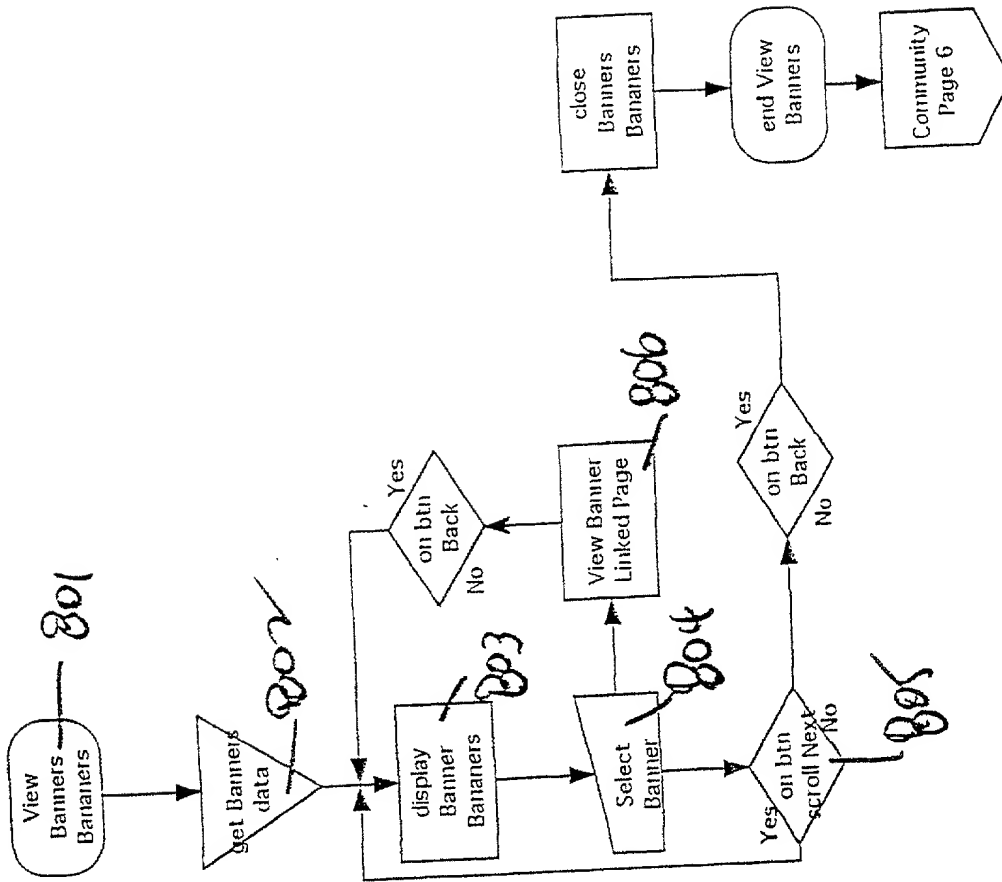 View
Banners
Bananers
801
get Banners
data
802
display
Banner
Bananers
803
Select
Banner
804
Yes
on btn
scroll Next
No
805
View Banner
Linked Page
806
on btn
Back
Yes
No
on btn
Back
Yes
No
close
Banners
Bananers
end View
Banners
Community
Page 6